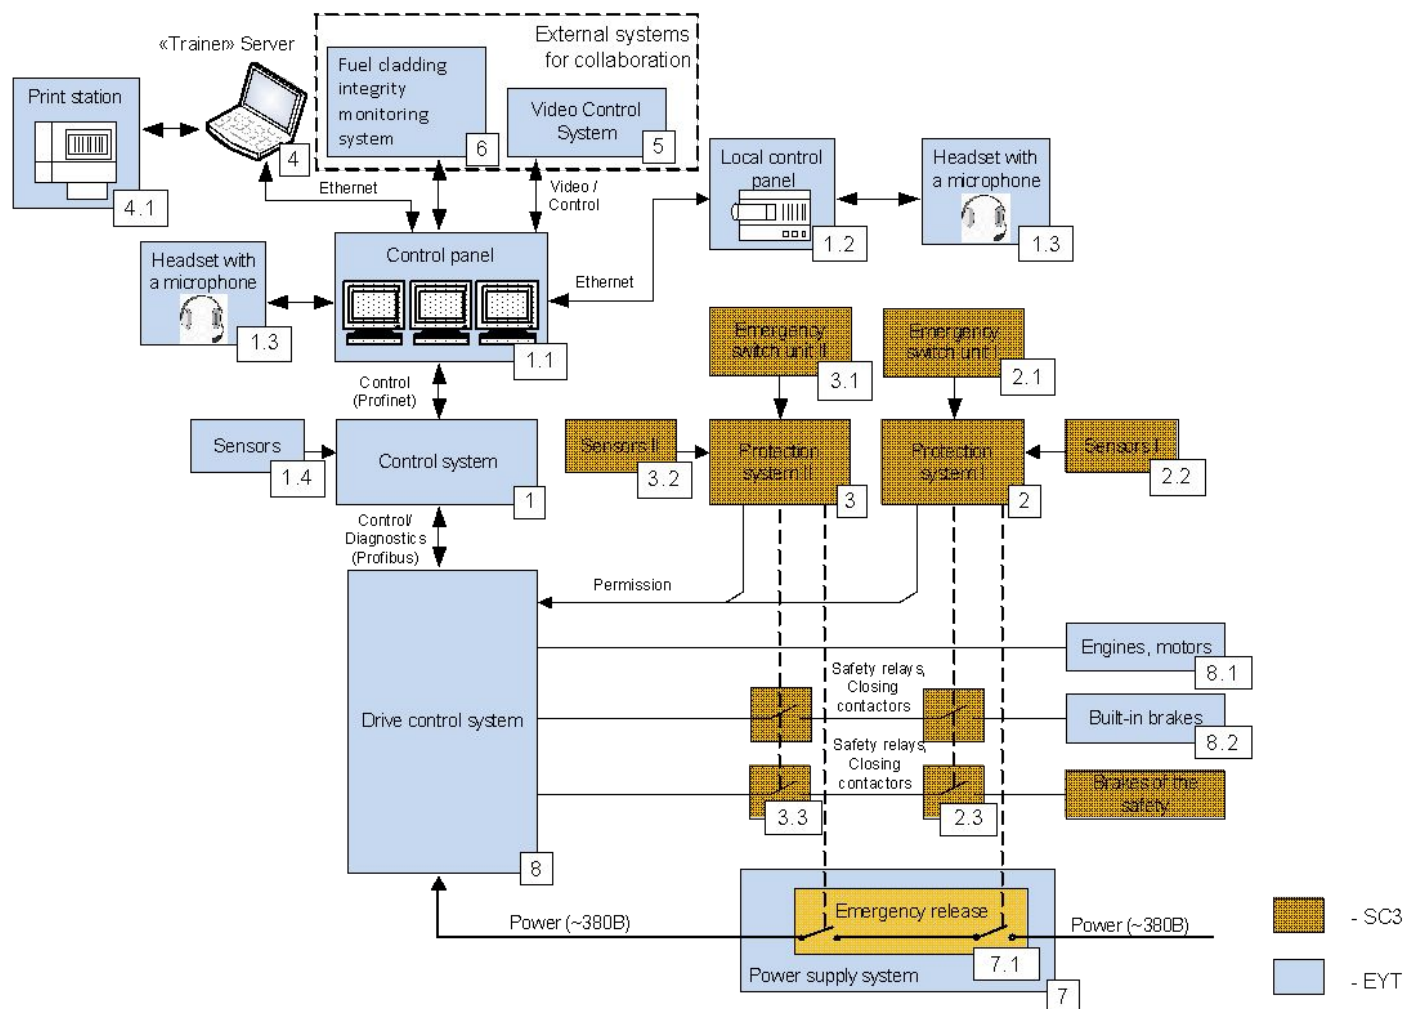 «Trainer» Server
External systems
for collaboration
Fuel cladding
integrity
monitoring
system
6
Video Control
System
5
Print station
4.1
4
Ethernet
Video /
Control
Local control
panel
1.2
Headset with
a microphone
1.3
Headset with
a microphone
1.3
Control panel
1.1
Ethernet
Emergency
switch unit II
3.1
Emergency
switch unit I
2.1
Control
(Profinet)
Sensors
1.4
Control system
1
Sensors II
3.2
Protection
system II
3
Protection
system I
2
Sensors I
2.2
Control/
Diagnostics
(Profibus)
Permission
Drive control system
8
Engines, motors
8.1
Safety relays,
Closing
contactors
Built-in brakes
8.2
Safety relays,
Closing
contactors
3.3
2.3
Brakes of the
safety
Power (~380B)
Emergency release
7.1
Power supply system
7
Power (~380B)
- SC3
- EYT